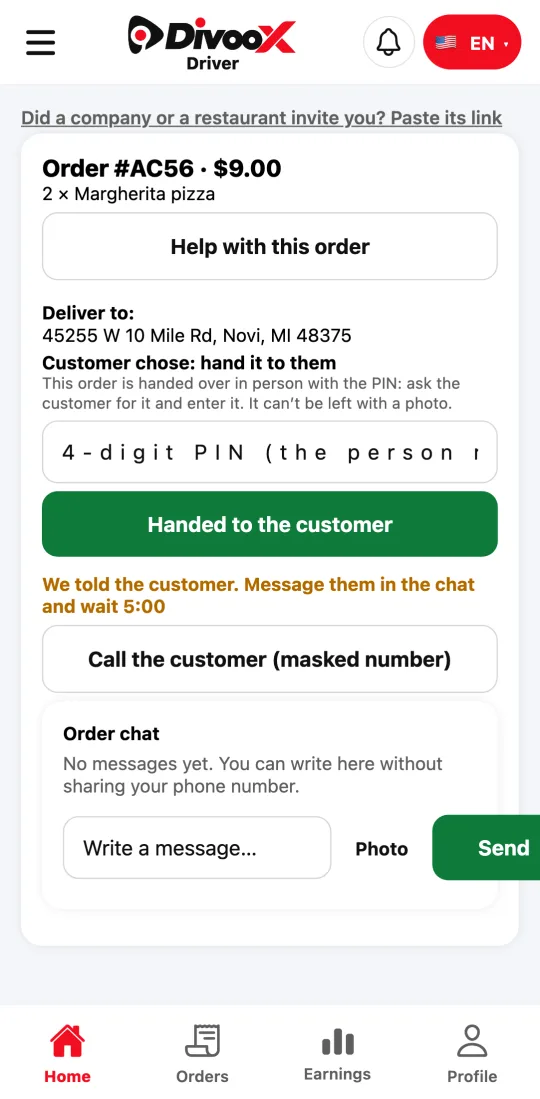 DivooX
Driver
EN
Did a company or a restaurant invite you? Paste its link
Order #AC56 · $9.00
2 × Margherita pizza
Help with this order
Deliver to:
45255 W 10 Mile Rd, Novi, MI 48375
Customer chose: hand it to them
This order is handed over in person with the PIN: ask the
customer for it and enter it. It can’t be left with a photo.
4-digit PIN (the person
Handed to the customer
We told the customer. Message them in the chat
and wait 5:00
Call the customer (masked number)
Order chat
No messages yet. You can write here without
sharing your phone number.
Write a message...
Photo
Send
Home
Orders
Earnings
Profile